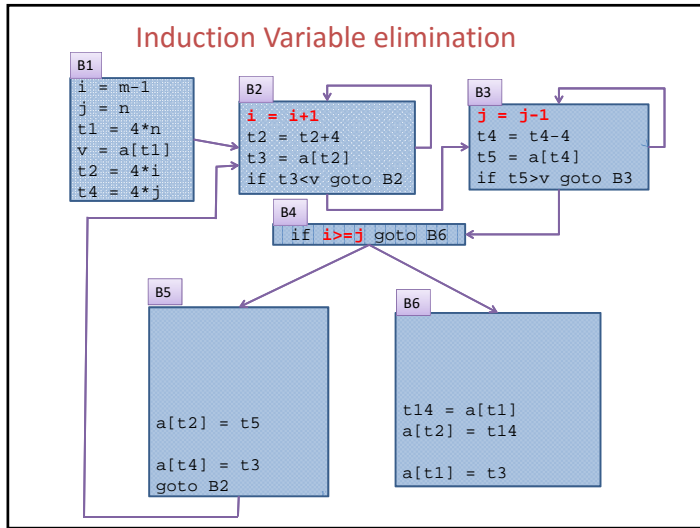 Induction Variable elimination
B1
i = m-1
j = n
t1 = 4*n
v = a[t1]
t2 = 4*i
t4 = 4*j
B2
i = i+1
t2 = t2+4
t3 = a[t2]
if t3<v goto B2
B3
j = j-1
t4 = t4-4
t5 = a[t4]
if t5>v goto B3
B4
if i>=j goto B6
B5
a[t2] = t5
a[t4] = t3
goto B2
B6
t14 = a[t1]
a[t2] = t14
a[t1] = t3